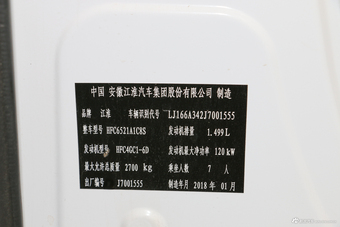 中国 安徽江淮汽车集团股份有限公司 制造
品牌 江淮 车辆识别代号 LJ166A342J7001555
整车型号 HFC6521A1C8S 发动机排量 1.499L
发动机型号 HFC4GC1-6D 发动机最大净功率 120kW
最大允许总质量 2700 kg 乘坐人数 7 人
出厂编号 J7001555 制造年月 2018 年 01月